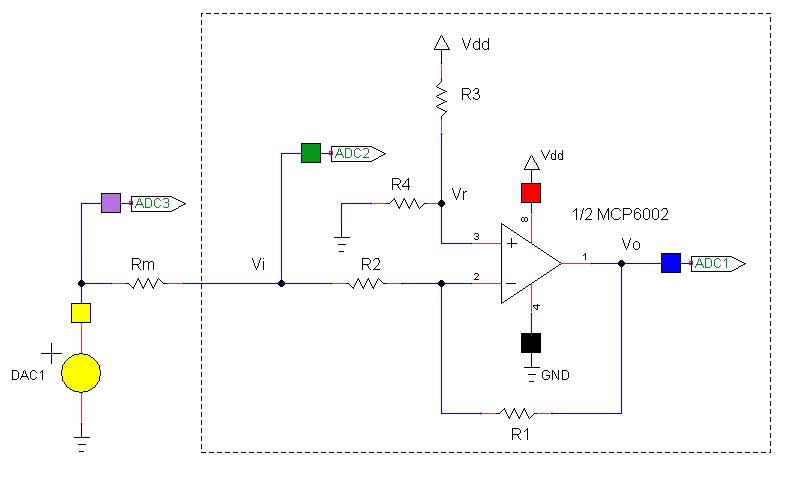 Vdd
R3
ADC2
Vdd
R4
Vr
ADC3
8
1/2 MCP6002
3
+
Vo
Rm
Vi
R2
1
ADC1
2
−
4
+
DAC1
GND
R1